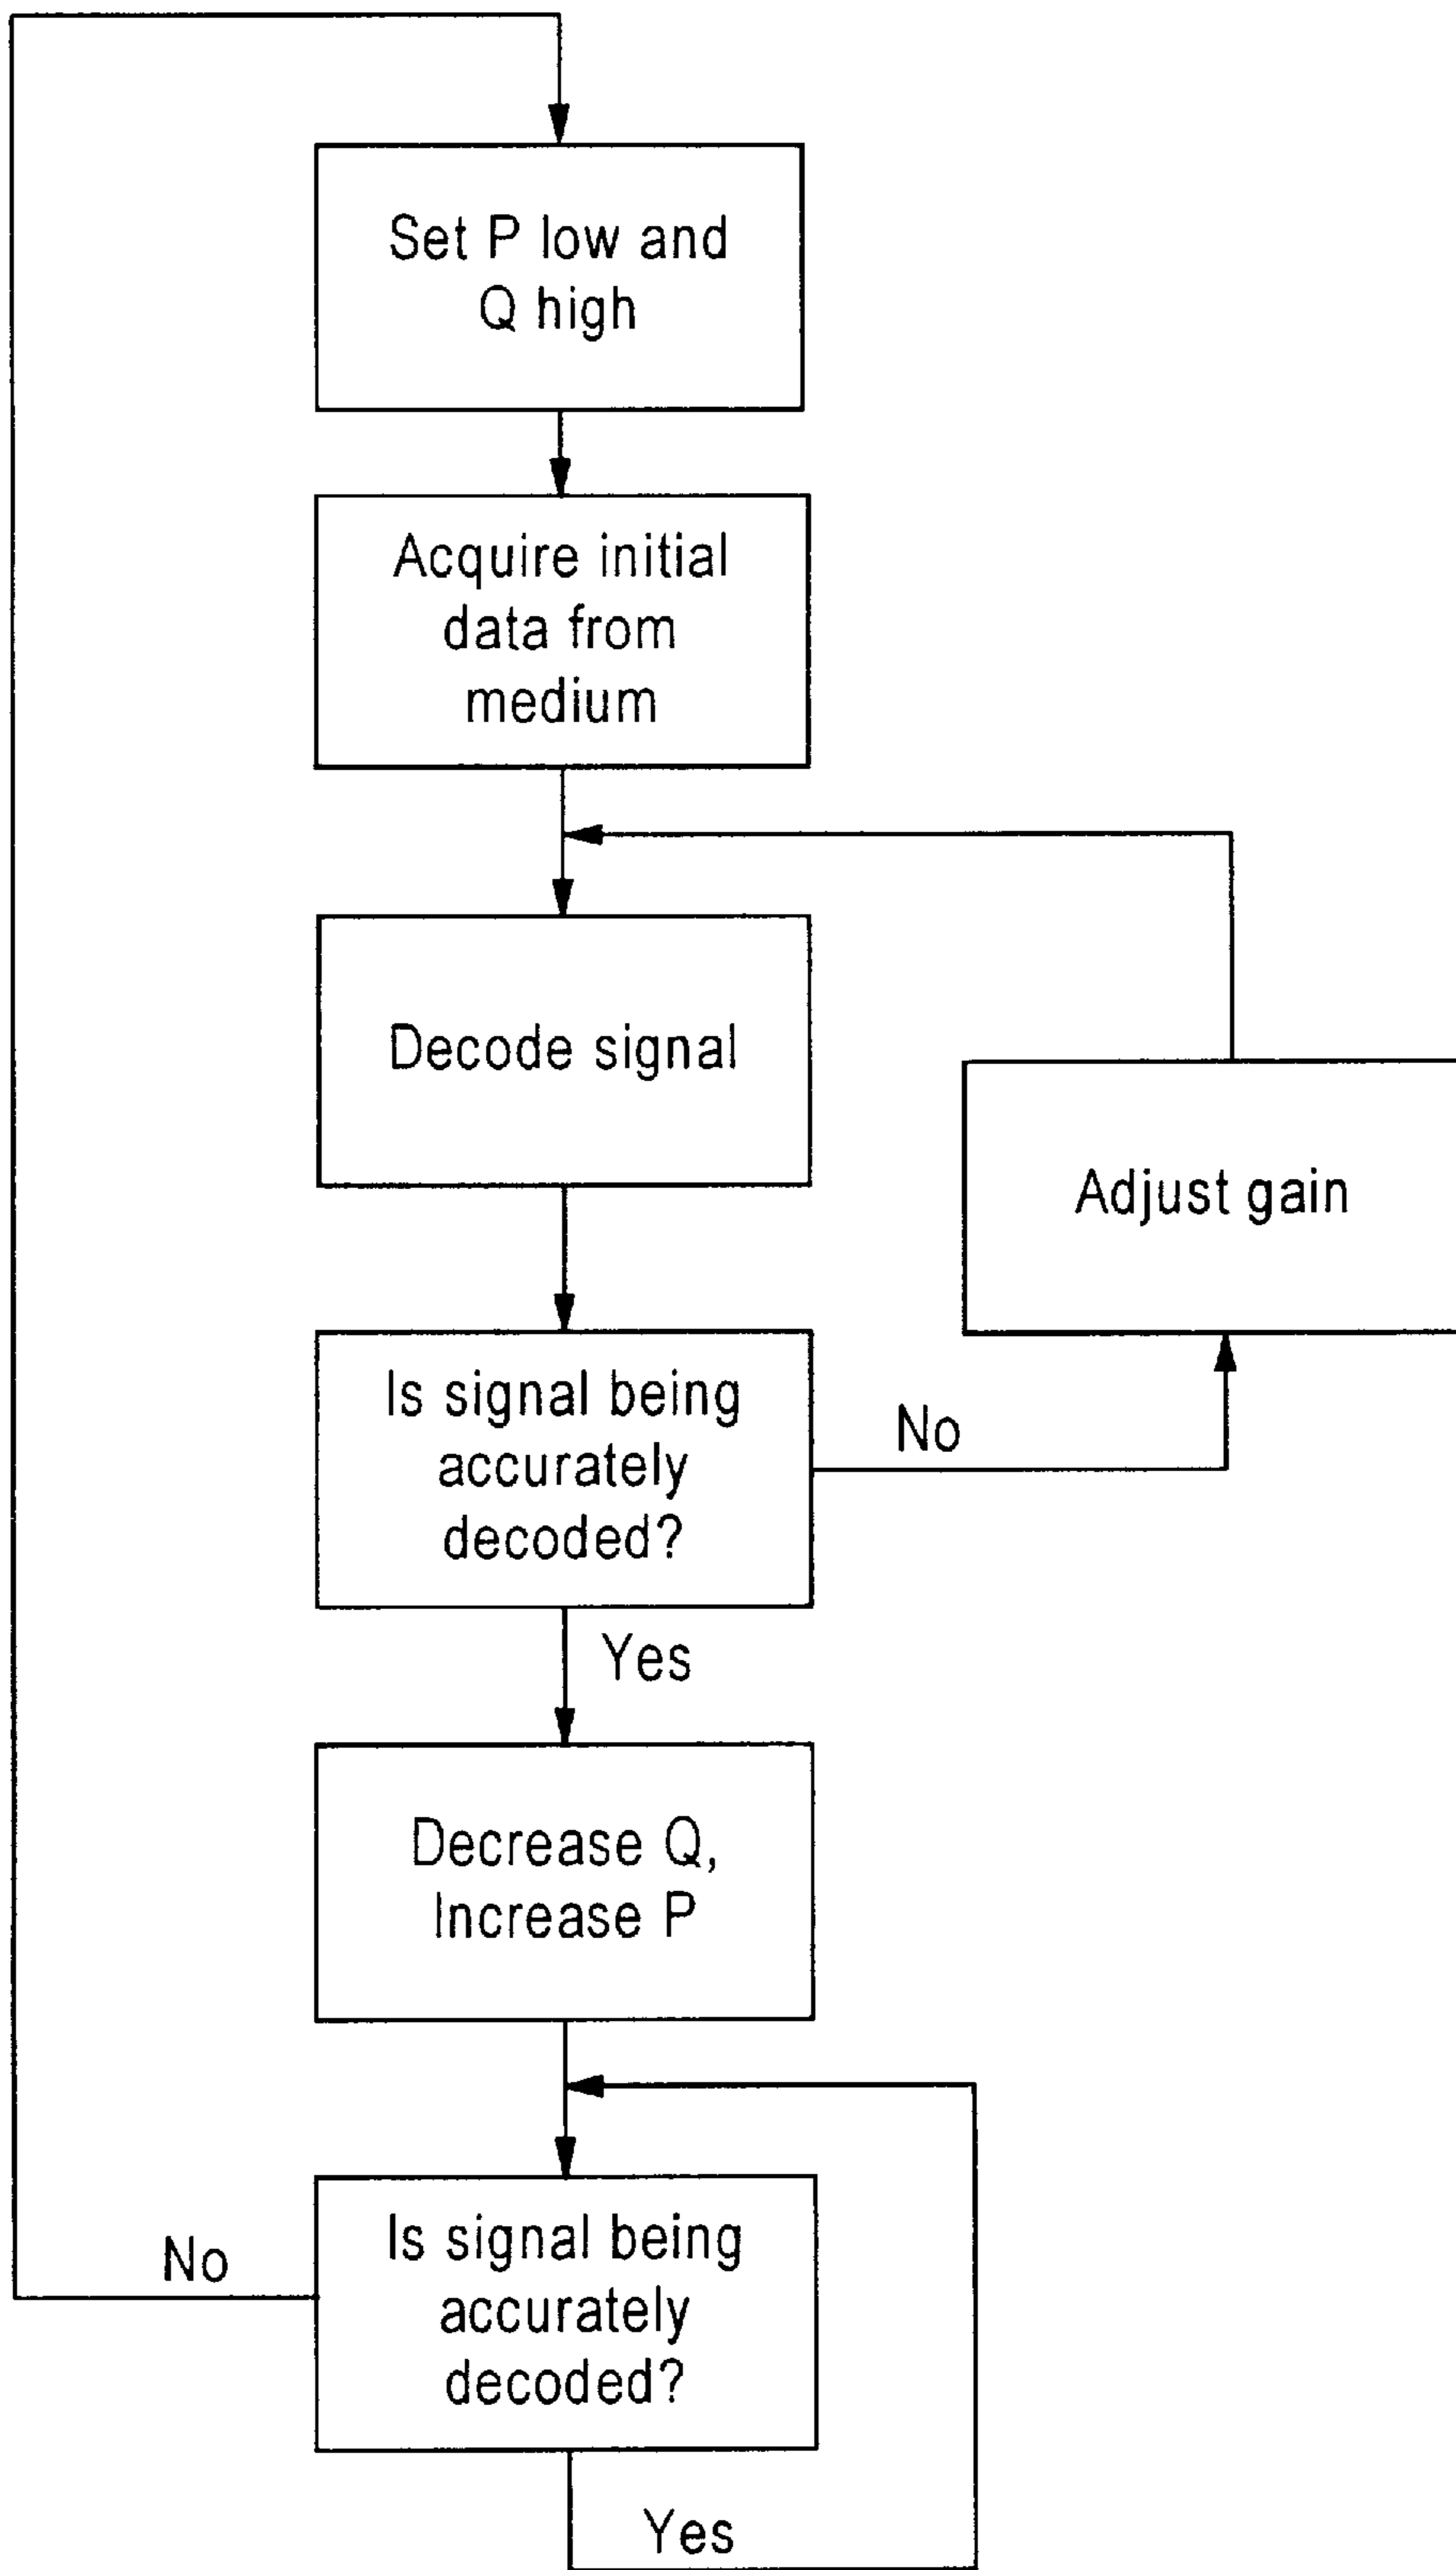 Set P low and
Q high
Acquire initial
data from
medium
Decode signal
Adjust gain
Is signal being
accurately
decoded?
No
Yes
Decrease Q,
Increase P
Is signal being
accurately
decoded?
No
Yes